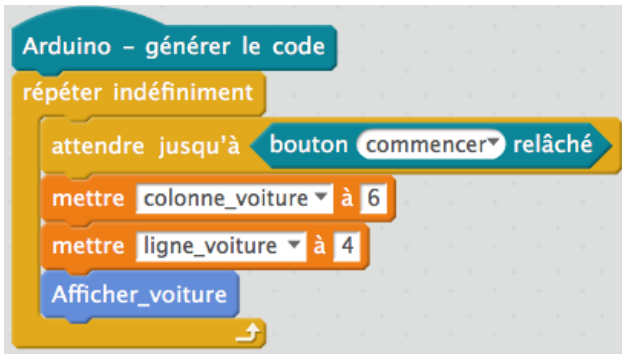 Arduino – générer le code
répéter indéfiniment
attendre jusqu'à bouton commencer relâché
mettre colonne_voiture à 6
mettre ligne_voiture à 4
Afficher_voiture